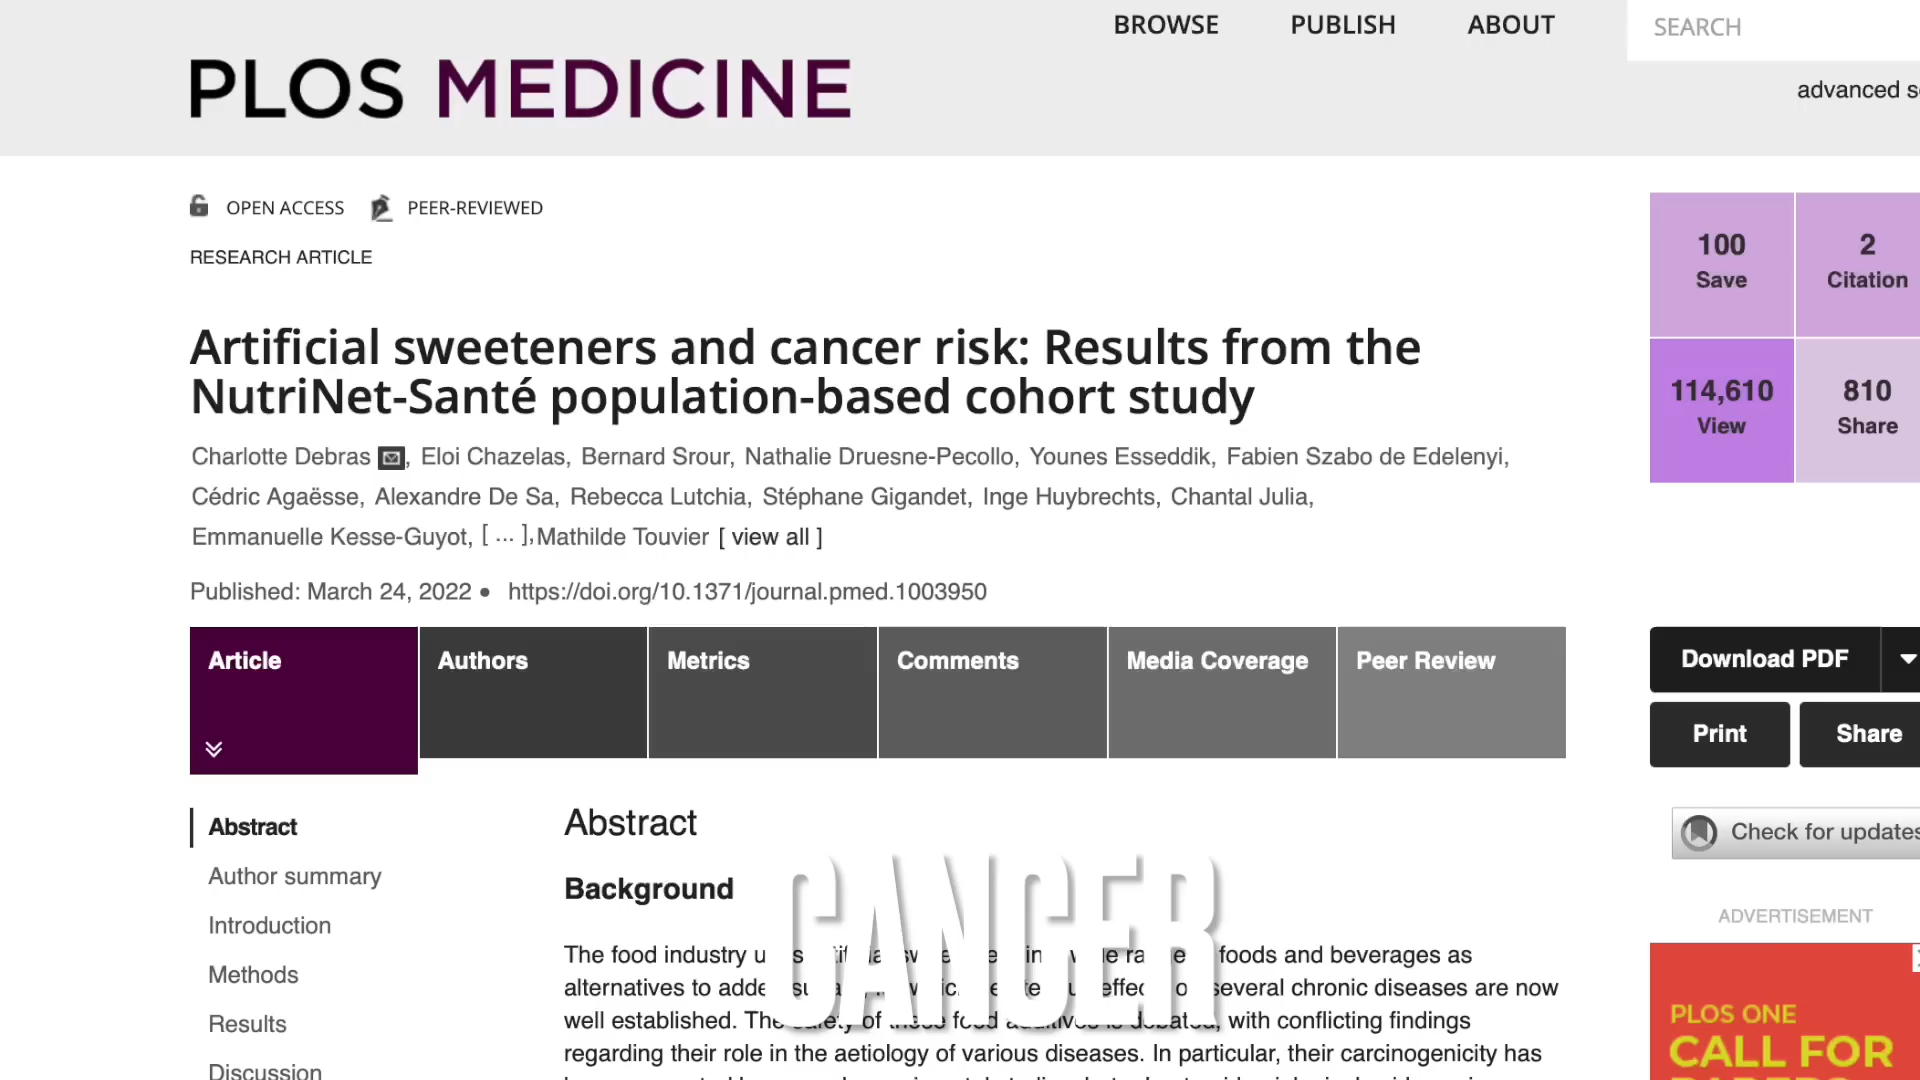 BROWSE PUBLISH ABOUT SEARCH
PLOS MEDICINE
advanced
OPEN ACCESS PEER-REVIEWED
RESEARCH ARTICLE
100 Save
2 Citation
114,610 View
810 Share
Artificial sweeteners and cancer risk: Results from the
NutriNet-Santé population-based cohort study
Charlotte Debras, Eloi Chazelas, Bernard Srour, Nathalie Druesne-Pecollo, Younes Esseddik, Fabien Szabo de Edelenyi,
Cédric Agaësse, Alexandre De Sa, Rebecca Lutchia, Stéphane Gigandet, Inge Huybrechts, Chantal Julia,
Emmanuelle Kesse-Guyot, [ ... ],Mathilde Touvier [ view all ]
Published: March 24, 2022 • https://doi.org/10.1371/journal.pmed.1003950
Article Authors Metrics Comments Media Coverage Peer Review
Download PDF
Print Share
Check for updates
ADVERTISEMENT
PLOS ONE
CALL FOR
Abstract
Author summary
Introduction
Methods
Results
Discussion
Abstract
Background
The food industry foods and beverages as
alternatives to several chronic diseases are now
well established. The of food is with conflicting findings
regarding their role in the aetiology of various diseases. In particular, their carcinogenicity has
CANCER